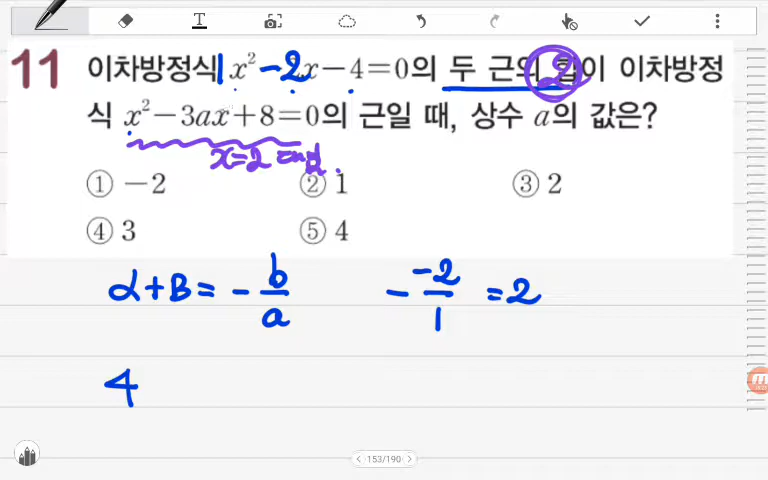 11 이차방정식 1x²-2x-4=0의 두 근의 합이 이차방정
2
식 x²-3ax+8=0의 근일 때, 상수 a의 값은?
x=2
① -2 ② 1 ③ 2
④ 3 ⑤ 4
α+β=-b/a  - -2/1 =2
4
153/190